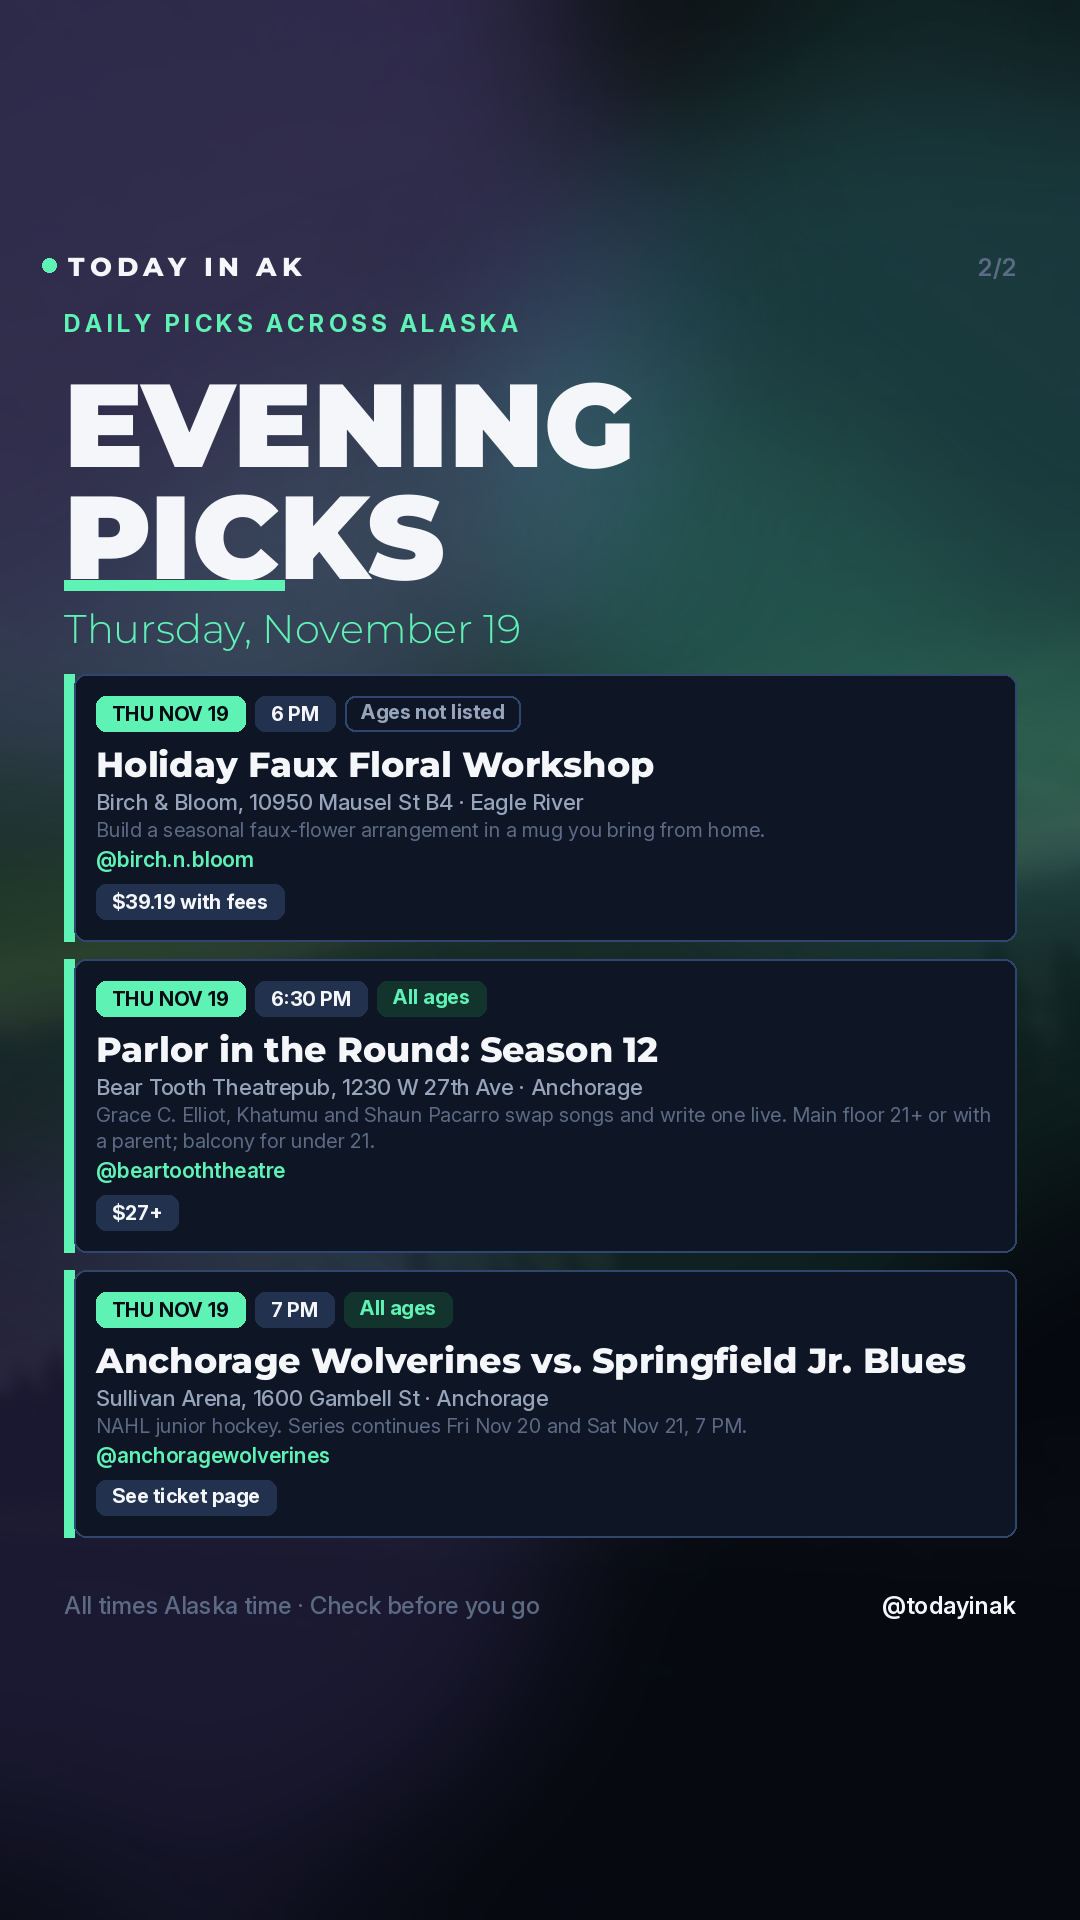 TODAY IN AK
2/2
DAILY PICKS ACROSS ALASKA
EVENING
PICKS
Thursday, November 19
THU NOV 19 6 PM Ages not listed
Holiday Faux Floral Workshop
Birch & Bloom, 10950 Mausel St B4 · Eagle River
Build a seasonal faux-flower arrangement in a mug you bring from home.
@birch.n.bloom
$39.19 with fees
THU NOV 19 6:30 PM All ages
Parlor in the Round: Season 12
Bear Tooth Theatrepub, 1230 W 27th Ave · Anchorage
Grace C. Elliot, Khatumu and Shaun Pacarro swap songs and write one live. Main floor 21+ or with
a parent; balcony for under 21.
@beartooththeatre
$27+
THU NOV 19 7 PM All ages
Anchorage Wolverines vs. Springfield Jr. Blues
Sullivan Arena, 1600 Gambell St · Anchorage
NAHL junior hockey. Series continues Fri Nov 20 and Sat Nov 21, 7 PM.
@anchoragewolverines
See ticket page
All times Alaska time · Check before you go
@todayinak